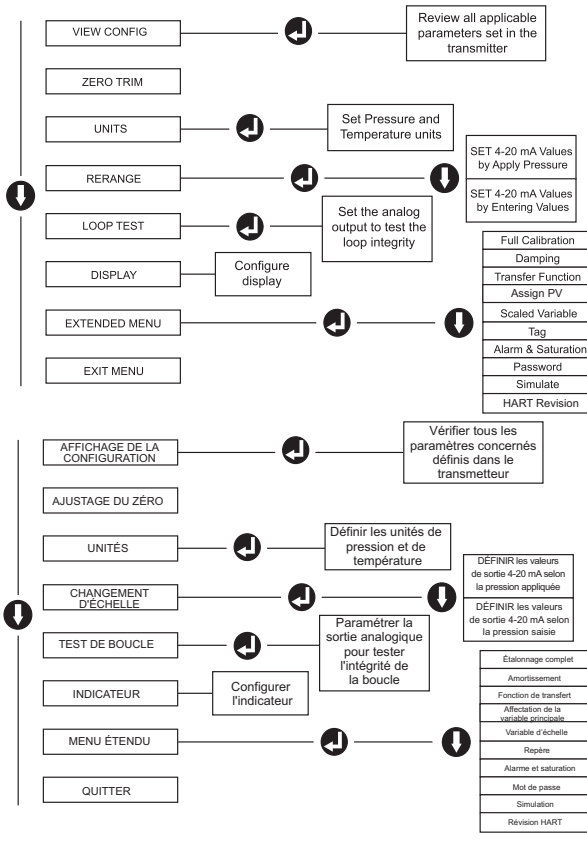 VIEW CONFIG
Review all applicable
parameters set in the
transmitter
ZERO TRIM
UNITS
Set Pressure and
Temperature units
RERANGE
SET 4-20 mA Values
by Apply Pressure
SET 4-20 mA Values
by Entering Values
LOOP TEST
Set the analog
output to test the
loop integrity
DISPLAY
Configure
display
EXTENDED MENU
Full Calibration
Damping
Transfer Function
Assign PV
Scaled Variable
Tag
Alarm & Saturation
Password
Simulate
HART Revision
EXIT MENU
AFFICHAGE DE LA
CONFIGURATION
Vérifier tous les
paramètres concernés
définis dans le
transmetteur
AJUSTAGE DU ZÉRO
UNITÉS
Définir les unités de
pression et de
température
CHANGEMENT
D'ÉCHELLE
DÉFINIR les valeurs
de sortie 4-20 mA selon
la pression appliquée
DÉFINIR les valeurs
de sortie 4-20 mA selon
la pression saisie
TEST DE BOUCLE
Paramétrer la
sortie analogique
pour tester
l'intégrité de
la boucle
INDICATEUR
Configurer
l'indicateur
MENU ÉTENDU
Étalonnage complet
Amortissement
Fonction de transfert
Affectation de la
variable principale
Variable d'échelle
Repère
Alarme et saturation
Mot de passe
Simulation
Révision HART
QUITTER